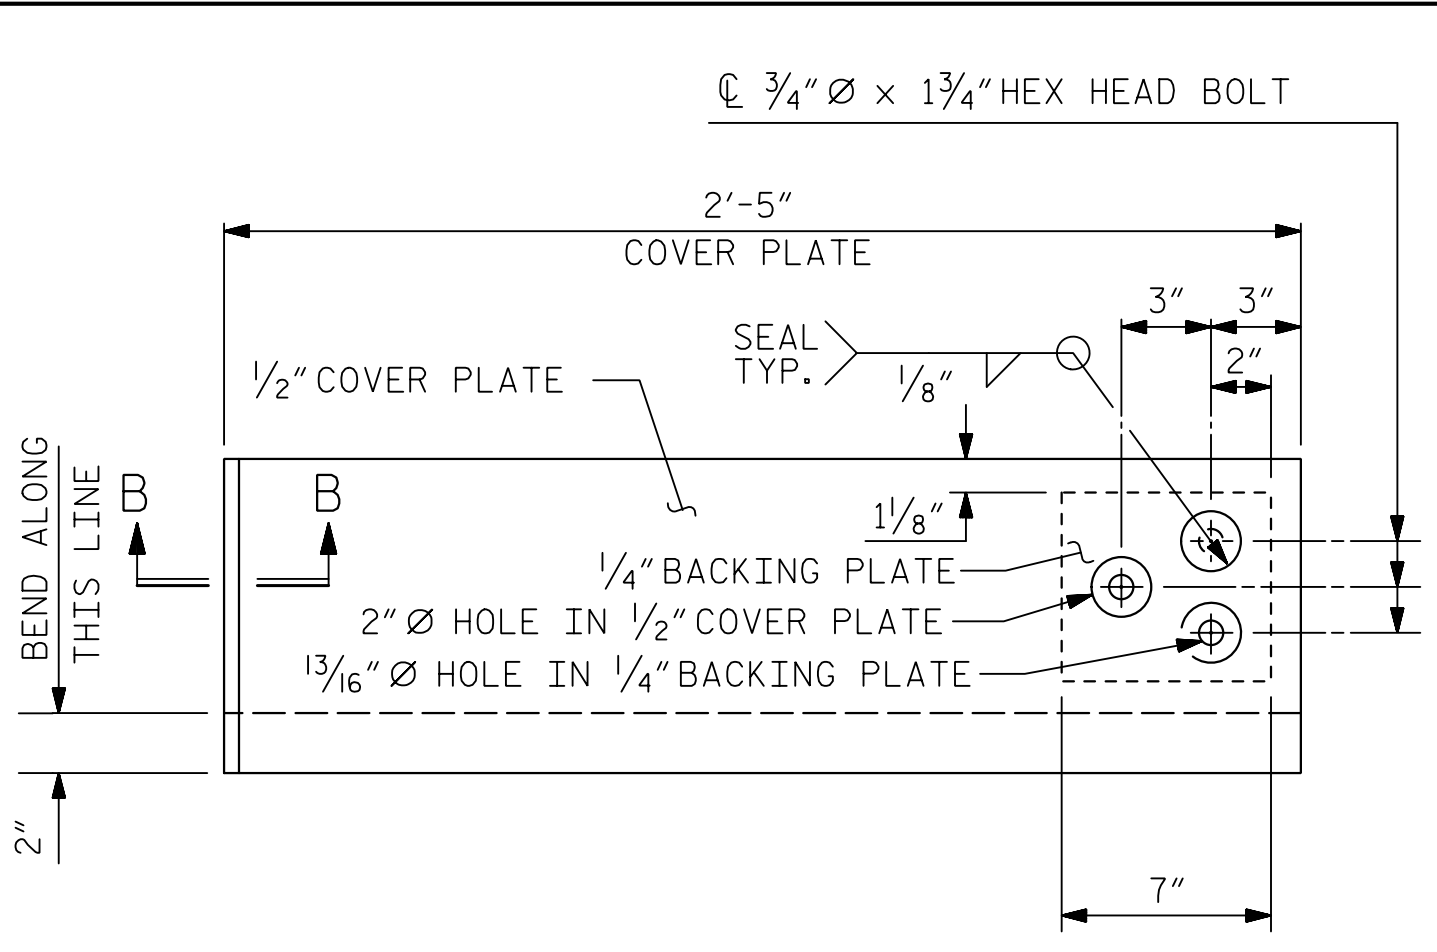 ℄ 3/4"Ø x 1 3/4" HEX HEAD BOLT
2'-5"
COVER PLATE
3"
3"
SEAL
TYP.
1/8"
2"
1/2" COVER PLATE
BEND ALONG
THIS LINE
B
B
1 1/8"
1/4" BACKING PLATE
2"Ø HOLE IN 1/2" COVER PLATE
13/16"Ø HOLE IN 1/4" BACKING PLATE
2"
7"